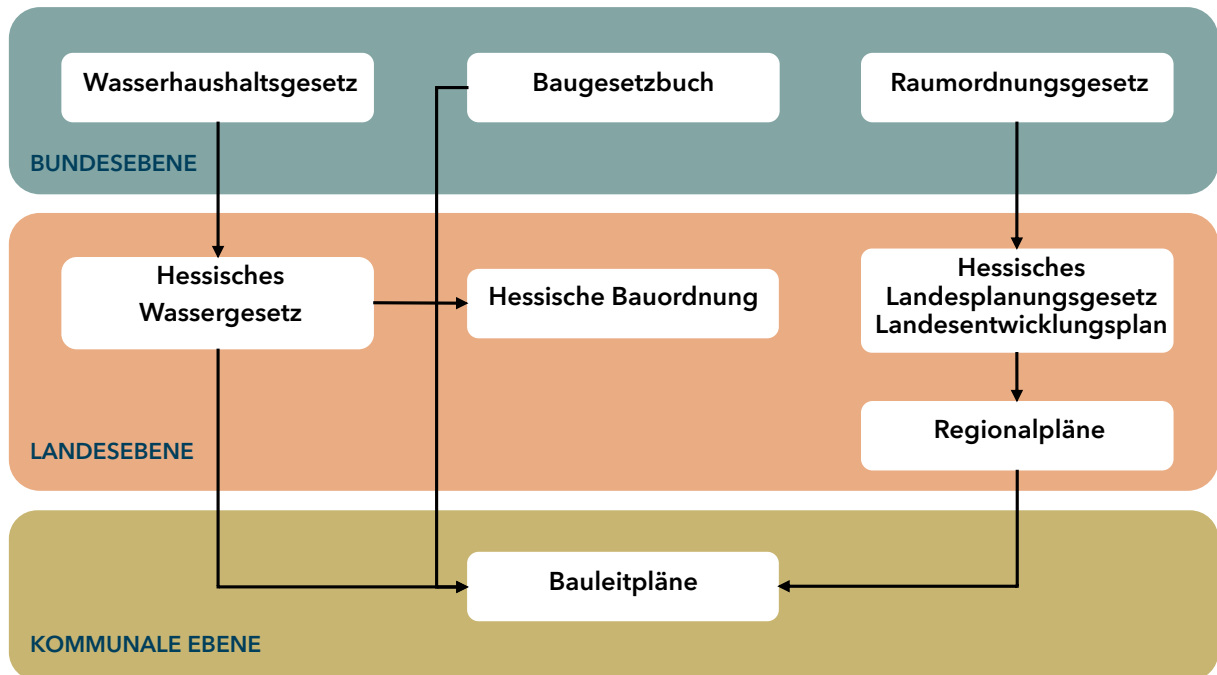 Wasserhaushaltsgesetz
Baugesetzbuch
Raumordnungsgesetz
BUNDESEBENE
Hessisches
Wassergesetz
Hessische Bauordnung
Hessisches
Landesplanungsgesetz
Landesentwicklungsplan
Regionalpläne
LANDESEBENE
Bauleitpläne
KOMMUNALE EBENE